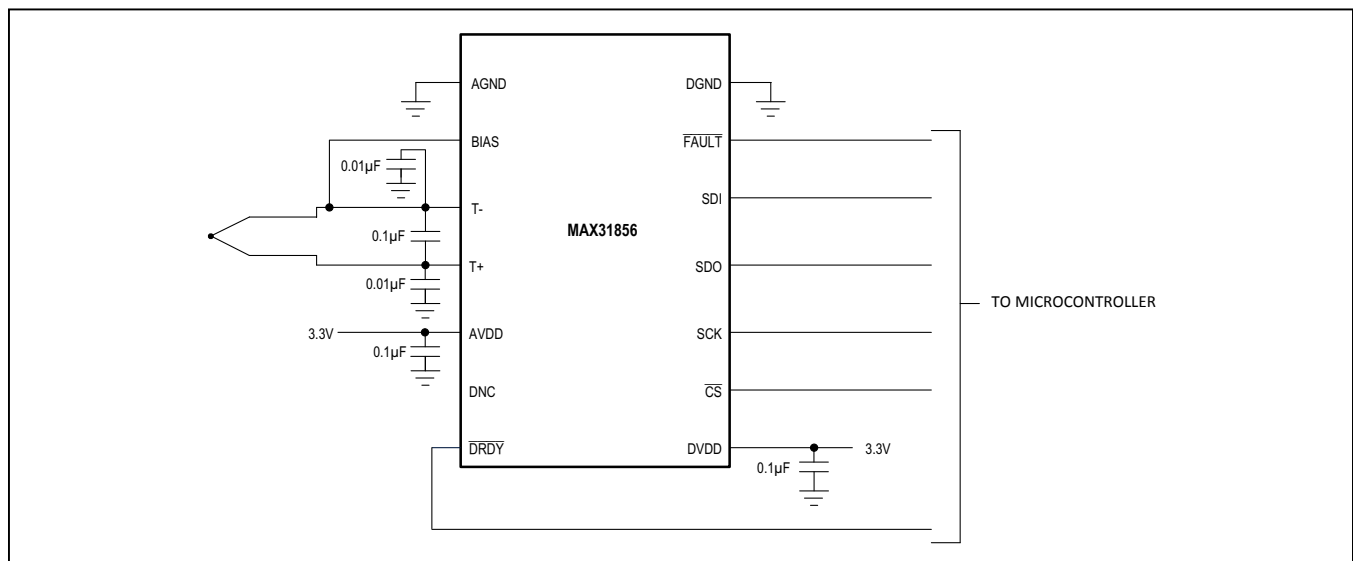 AGND
DGND
BIAS
FAULT
0.01µF
SDI
T-
MAX31856
0.1µF
SDO
T+
0.01µF
TO MICROCONTROLLER
3.3V
AVDD
SCK
0.1µF
DNC
CS
DRDY
DVDD
3.3V
0.1µF